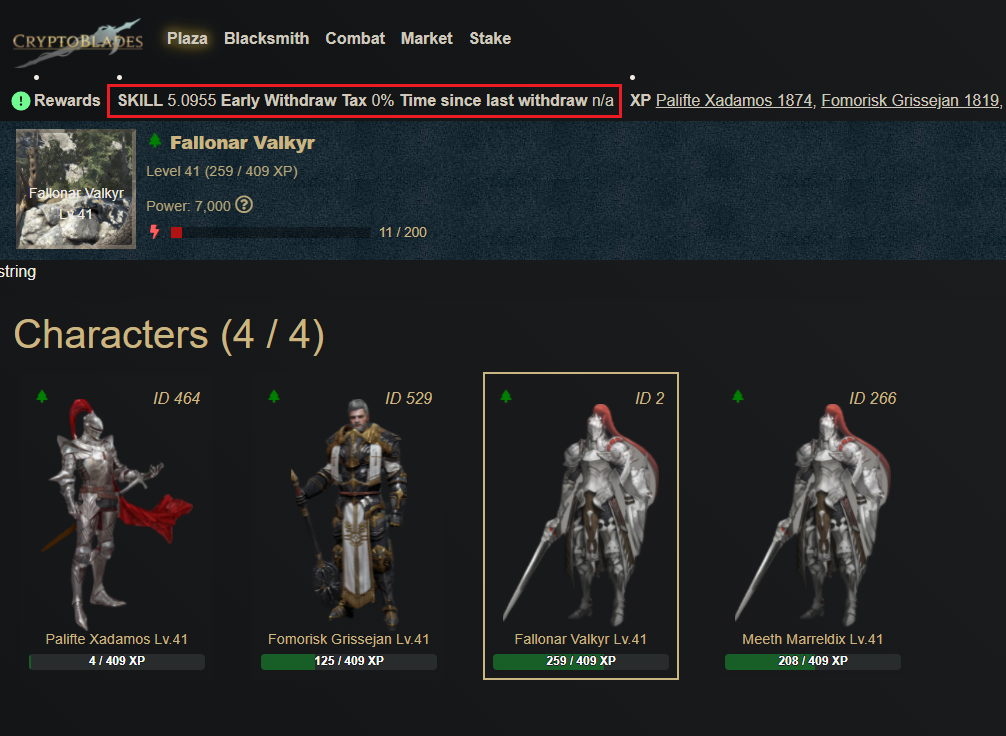 CRYPTOBLADES Plaza Blacksmith Combat Market Stake
! Rewards SKILL 5.0955 Early Withdraw Tax 0% Time since last withdraw n/a XP Palifte Xadamos 1874, Fomorisk Grissejan 1819,
Fallonar Valkyr
Lv.41
Fallonar Valkyr
Level 41 (259 / 409 XP)
Power: 7,000 ?
11 / 200
string
Characters (4 / 4)
ID 464 ID 529 ID 2 ID 266
Palifte Xadamos Lv.41 Fomorisk Grissejan Lv.41 Fallonar Valkyr Lv.41 Meeth Marreldix Lv.41
4 / 409 XP 125 / 409 XP 259 / 409 XP 208 / 409 XP